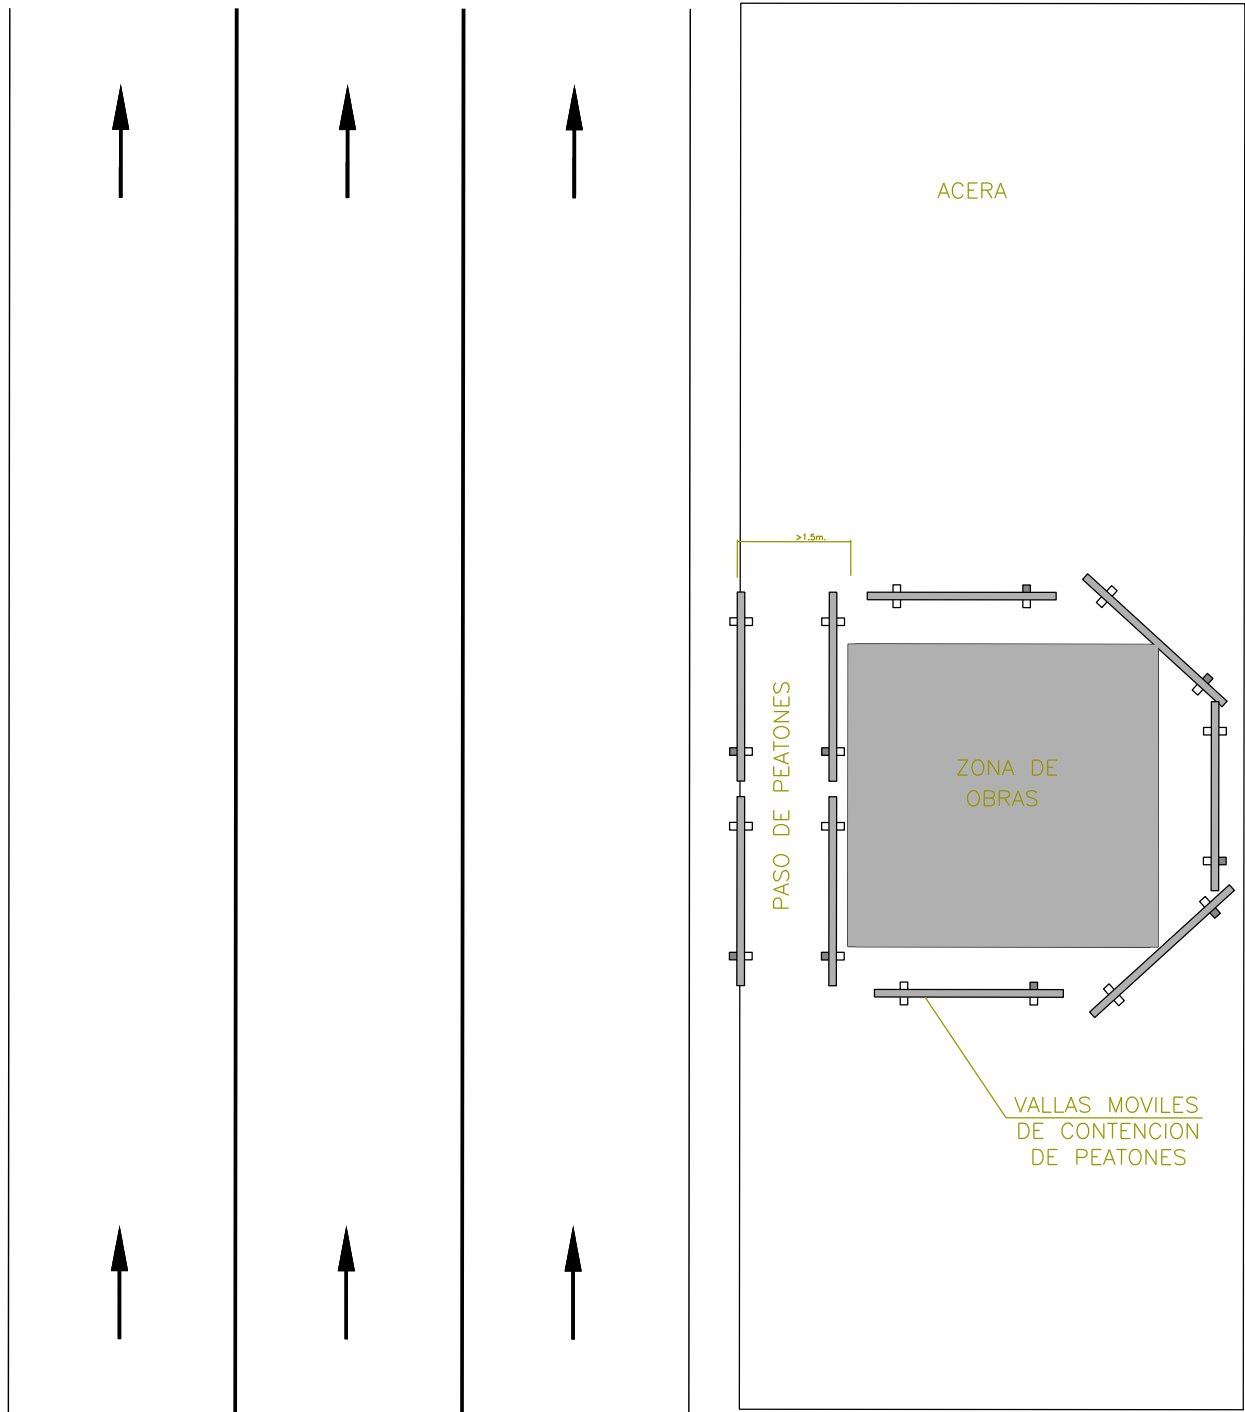 ACERA
>1,5m.
PASO DE PEATONES
ZONA DE
OBRAS
VALLAS MOVILES
DE CONTENCION
DE PEATONES